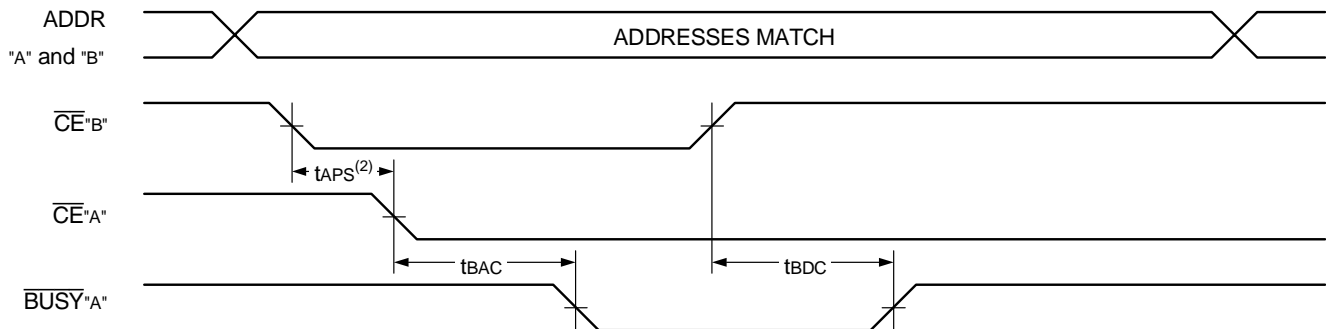 ADDR
"A" and "B"
ADDRESSES MATCH
CE"B"
tAPS(2)
CE"A"
tBAC
tBDC
BUSY"A"